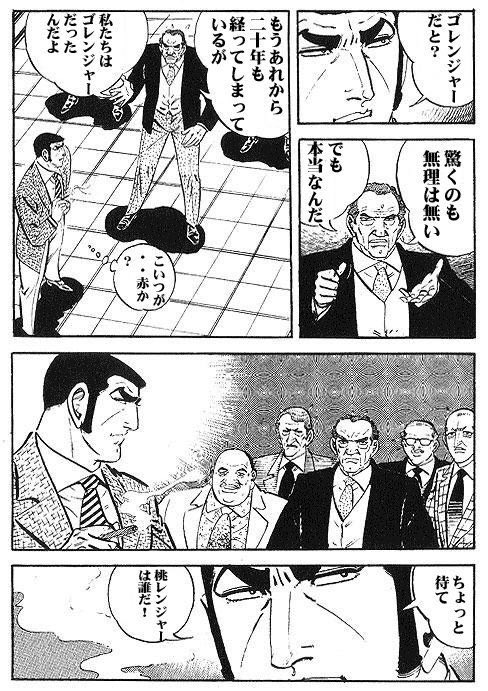 ゴレンジャー
だと？
驚くのも
無理は無い
でも
本当なんだ
もうあれから
二十年も
経ってしまって
いるが
私たちは
ゴレンジャー
だった
んだよ
こいつが
・・赤か
？
ちょっと
待て
桃レンジャー
は誰だ！